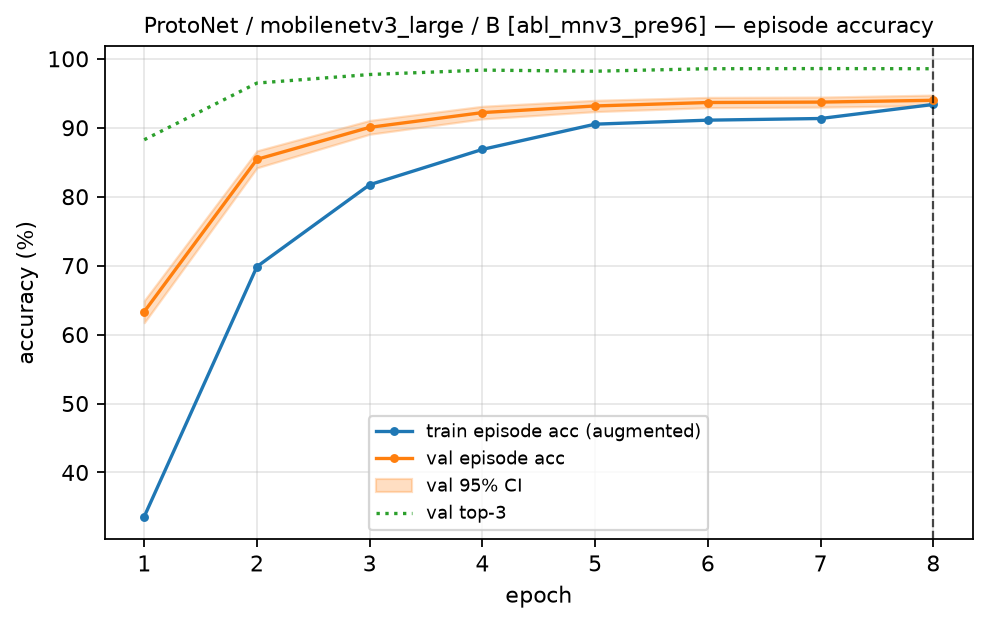 ProtoNet / mobilenetv3_large / B [abl_mnv3_pre96] — episode accuracy
accuracy (%)
100
90
80
70
60
50
40
train episode acc (augmented)
val episode acc
val 95% CI
val top-3
1 2 3 4 5 6 7 8
epoch